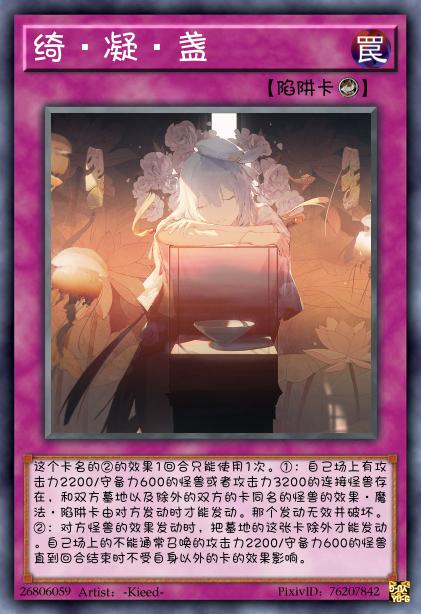 绮·凝·盏
罠
【陷阱卡】
这个卡名的②的效果1回合只能使用1次。①：自己场上有攻
击力2200/守备力600的怪兽或者攻击力3200的连接怪兽存
在，和双方墓地以及除外的双方的卡同名的怪兽的效果·魔
法·陷阱卡由对方发动时才能发动。那个发动无效并破坏。
②：对方怪兽的效果发动时，把墓地的这张卡除外才能发动
。自己场上的不能通常召唤的攻击力2200/守备力600的怪兽
直到回合结束时不受自身以外的卡的效果影响。
26806059 Artist: -Kieed- PixivID: 76207842